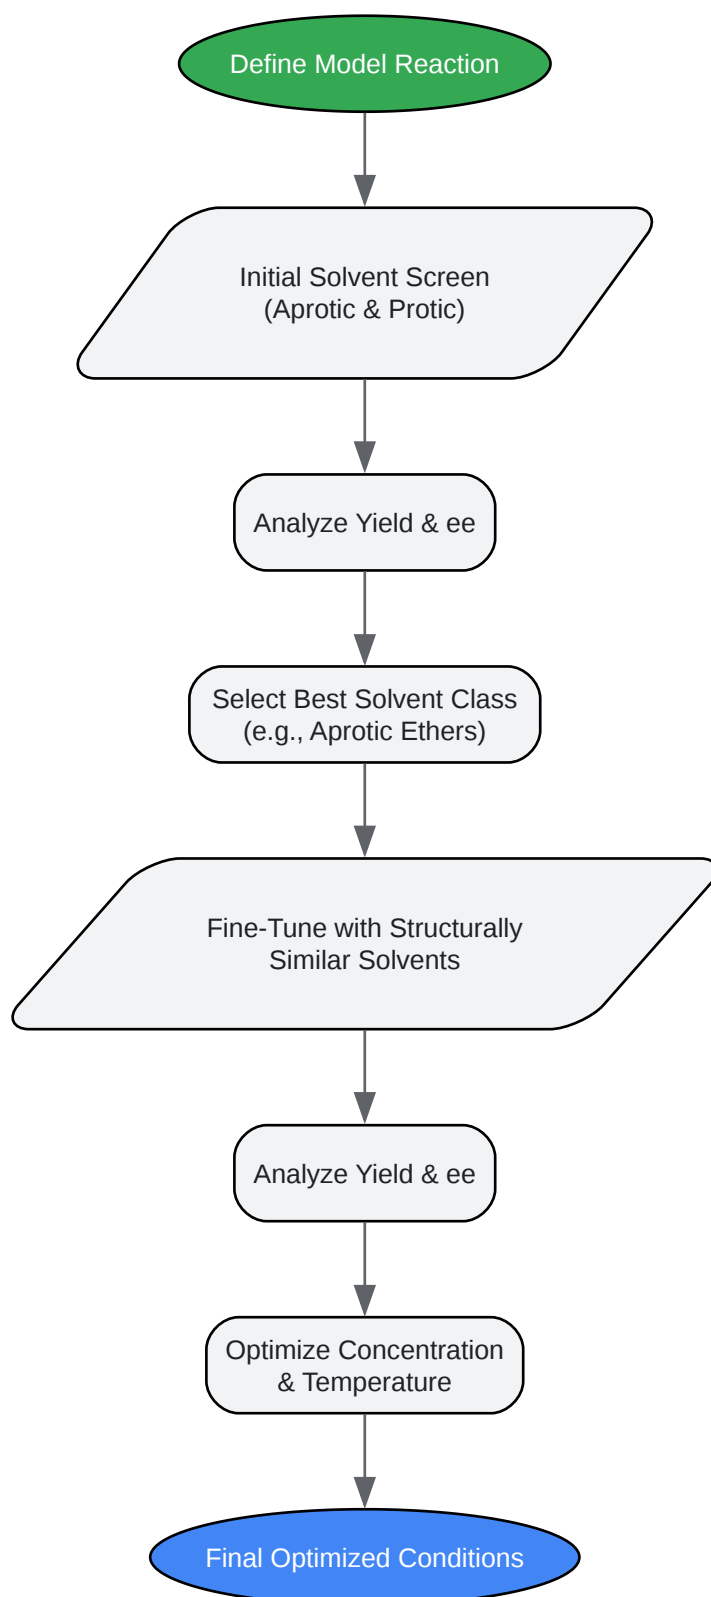 Define Model Reaction
Initial Solvent Screen
(Aprotic & Protic)
Analyze Yield & ee
Select Best Solvent Class
(e.g., Aprotic Ethers)
Fine-Tune with Structurally
Similar Solvents
Analyze Yield & ee
Optimize Concentration
& Temperature
Final Optimized Conditions